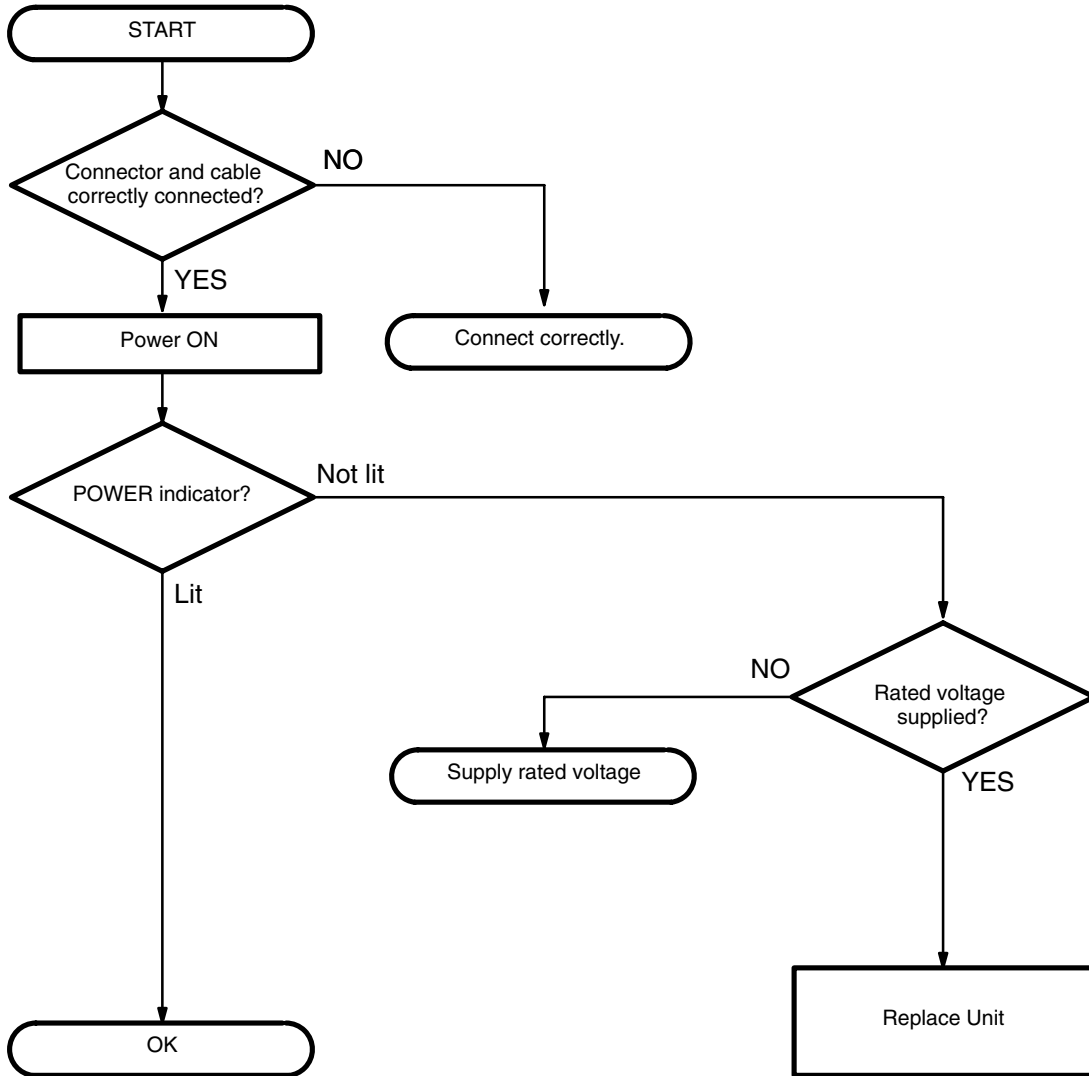 START
Connector and cable
correctly connected?
NO
YES
Power ON
Connect correctly.
POWER indicator?
Not lit
Lit
Rated voltage
supplied?
NO
Supply rated voltage
YES
Replace Unit
OK